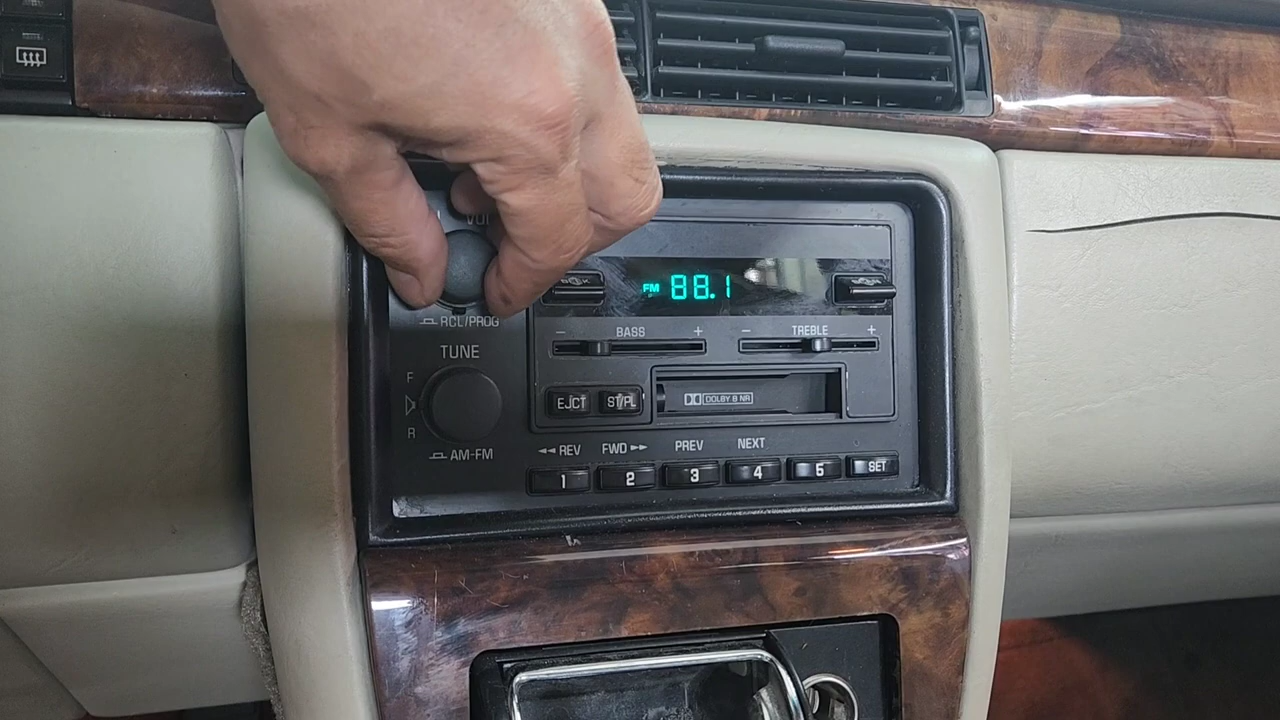 VOL
RCL/PROG
FM 88.1
- BASS +
- TREBLE +
TUNE
F
R
AM-FM
EJCT ST/PL
DOLBY B NR
REV FWD PREV NEXT
1 2 3 4 5 SET